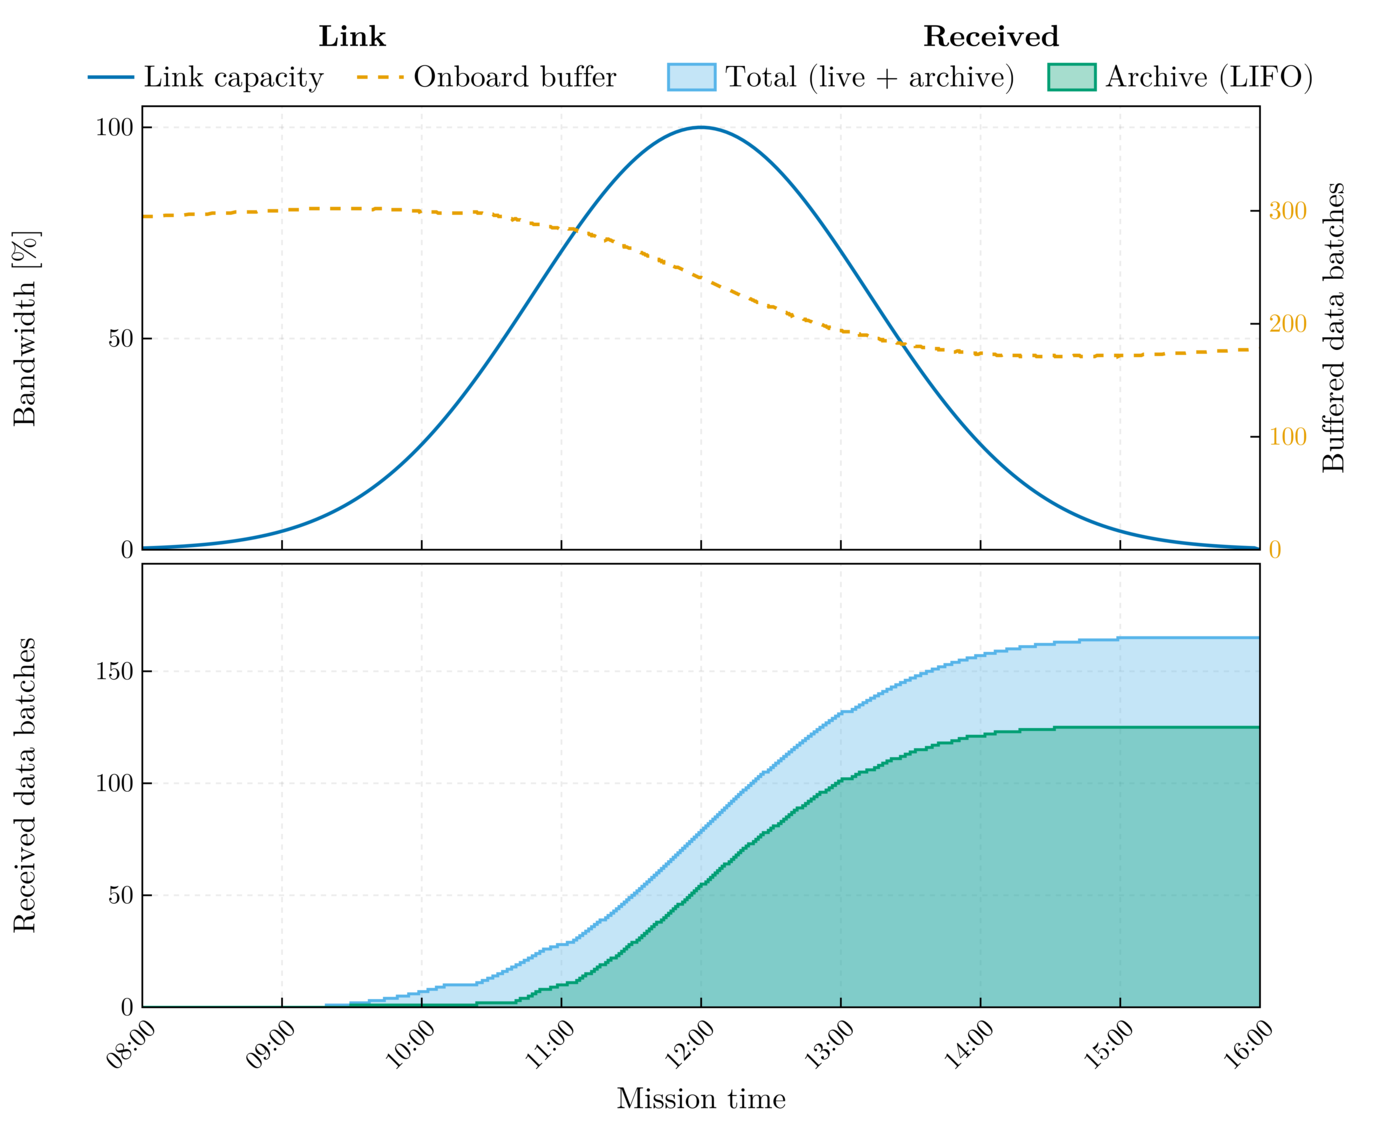 Link
Received
Link capacity
Onboard buffer
Total (live + archive)
Archive (LIFO)
Bandwidth [%]
100
50
0
Buffered data batches
300
200
100
0
Received data batches
150
100
50
0
08:00
09:00
10:00
11:00
12:00
13:00
14:00
15:00
16:00
Mission time